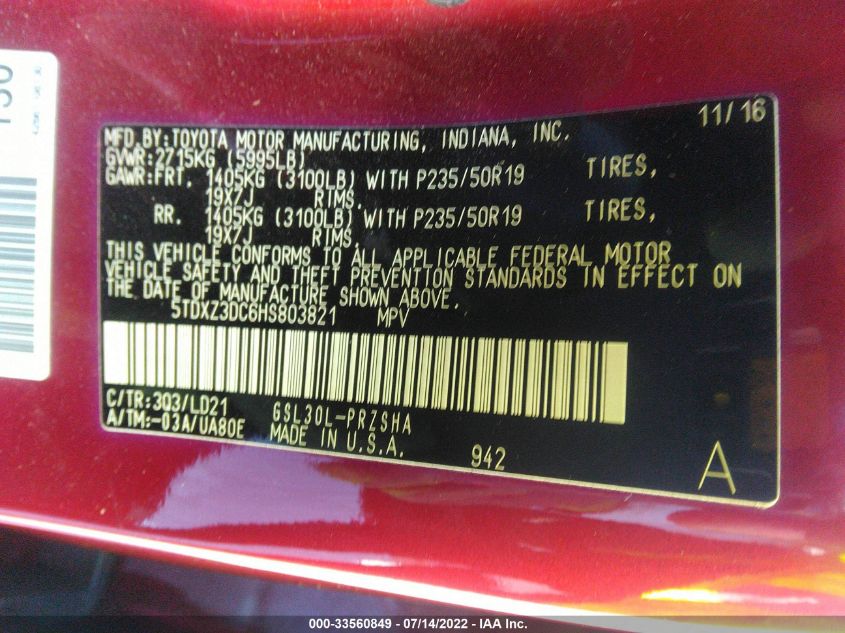 11/16
MFD.BY:TOYOTA MOTOR MANUFACTURING, INDIANA, INC.
GVWR:2715KG (5995LB)
GAWR:FRT. 1405KG (3100LB) WITH P235/50R19 TIRES,
19X7J RIMS.
RR. 1405KG (3100LB) WITH P235/50R19 TIRES,
19X7J RIMS.
THIS VEHICLE CONFORMS TO ALL APPLICABLE FEDERAL MOTOR
VEHICLE SAFETY AND THEFT PREVENTION STANDARDS IN EFFECT ON
THE DATE OF MANUFACTURE SHOWN ABOVE.
5TDXZ3DC6HS803821 MPV
C/TR:3Q3/LD21 GSL30L-PRZSHA
A/TM:-03A/UA80E MADE IN U.S.A.
942
A
000-33560849 - 07/14/2022 - IAA Inc.